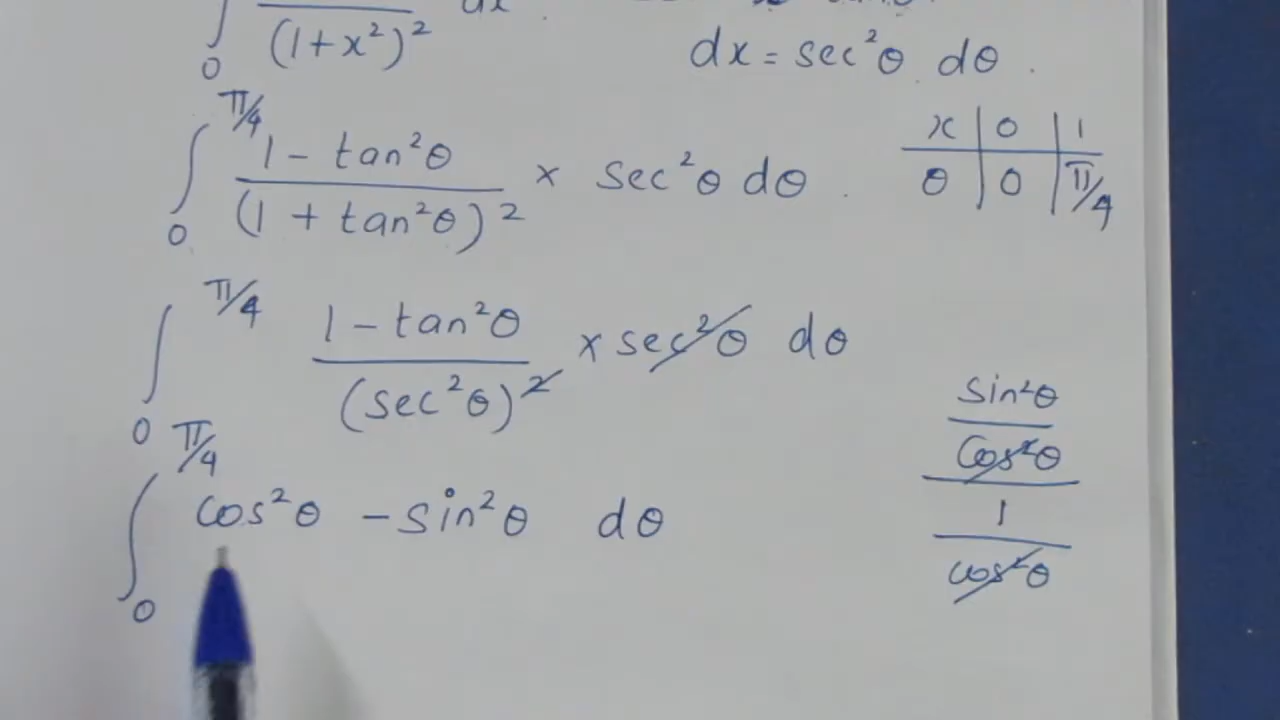 ∫₀ ――― dx .
(1+x²)²
dx = sec²θ dθ .
∫₀^(π/4) (1 - tan²θ)/(1 + tan²θ)² × sec²θ dθ .
x | 0 | 1
θ | 0 | π/4
∫₀^(π/4) (1 - tan²θ)/(sec²θ)² × sec²θ dθ
sin²θ
cos²θ
1
cos²θ
∫₀^(π/4) cos²θ - sin²θ dθ